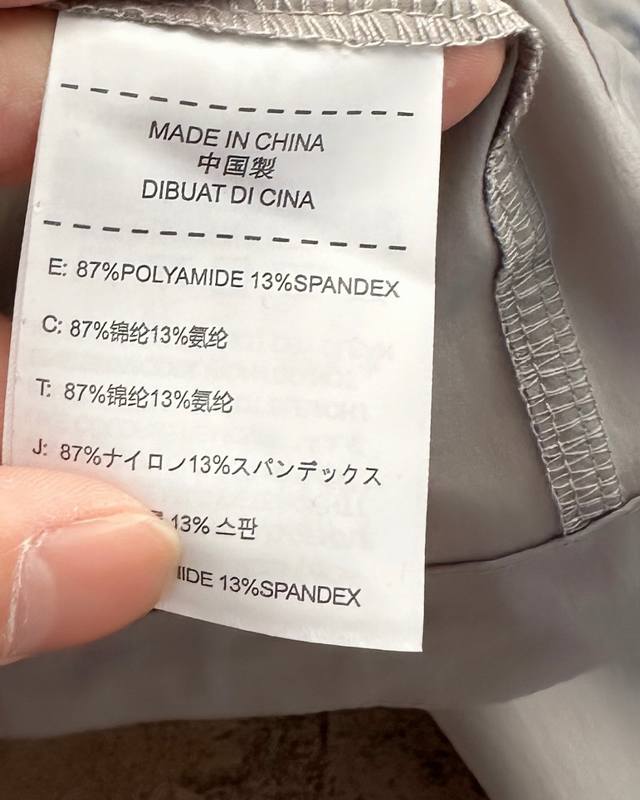 MADE IN CHINA
中国製
DIBUAT DI CINA
E: 87%POLYAMIDE 13%SPANDEX
C: 87%锦纶13%氨纶
T: 87%锦纶13%氨纶
J: 87%ナイロン13%スパンデックス
13% 스판
13%SPANDEX